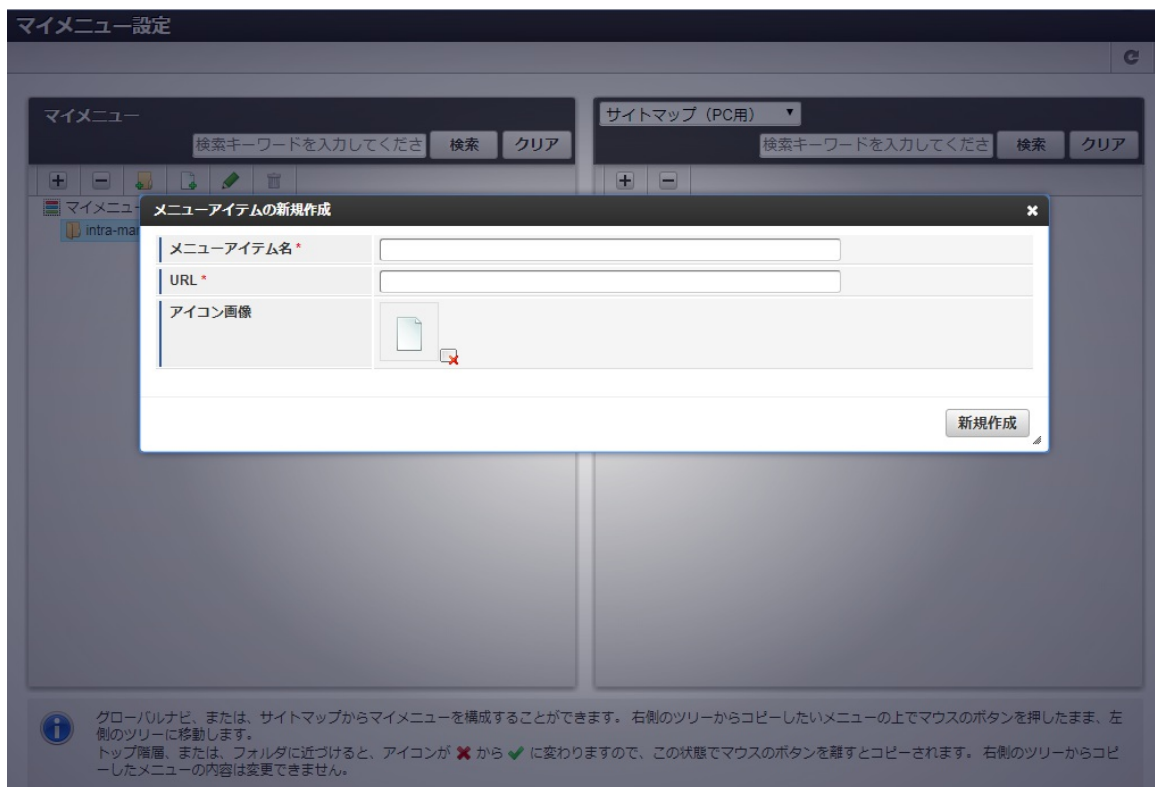 マイメニュー設定
マイメニュー
検索キーワードを入力してくださ 検索 クリア
サイトマップ（PC用）
検索キーワードを入力してくださ 検索 クリア
マイメニュー
intra-mar
メニューアイテムの新規作成
メニューアイテム名*
URL*
アイコン画像
新規作成
グローバルナビ、または、サイトマップからマイメニューを構成することができます。 右側のツリーからコピーしたいメニューの上でマウスのボタンを押したまま、左
側のツリーに移動します。
トップ階層、または、フォルダに近づけると、アイコンが ✖ から ✔ に変わりますので、この状態でマウスのボタンを離すとコピーされます。 右側のツリーからコピ
ーしたメニューの内容は変更できません。